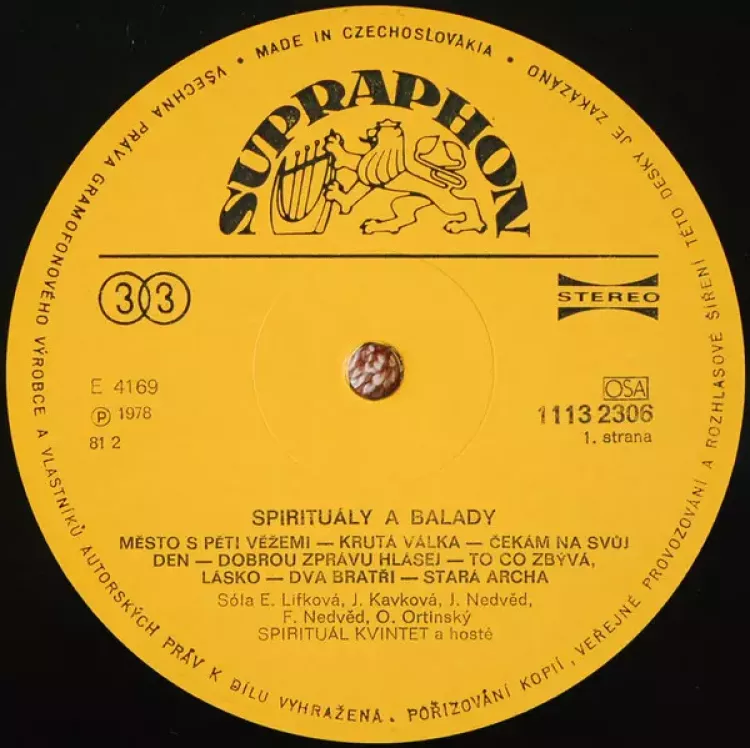 VŠECHNA PRÁVA GRAMOFONOVÉHO VÝROBCE A VLASTNÍKŮ AUTORSKÝCH PRÁV K DÍLU VYHRAŽENA. POŘIZOVÁNÍ KOPIÍ, VEŘEJNÉ PROVOZOVÁNÍ A ROZHLASOVÉ ŠÍŘENÍ TÉTO DESKY JE ZAKÁZÁNO
• MADE IN CZECHOSLOVAKIA •
SUPRAPHON
33
STEREO
E 4169
℗ 1978
81 2
OSA
1113 2306
1. strana
SPIRITUÁLY A BALADY
MĚSTO S PĚTI VĚŽEMI — KRUTÁ VÁLKA — ČEKÁM NA SVŮJ
DEN — DOBROU ZPRÁVU HLÁSEJ — TO CO ZBÝVÁ,
LÁSKO — DVA BRATŘI — STARÁ ARCHA
Sóla E. Lifková, J. Kavková, J. Nedvěd,
F. Nedvěd, O. Ortinský
SPIRITUÁL KVINTET a hosté